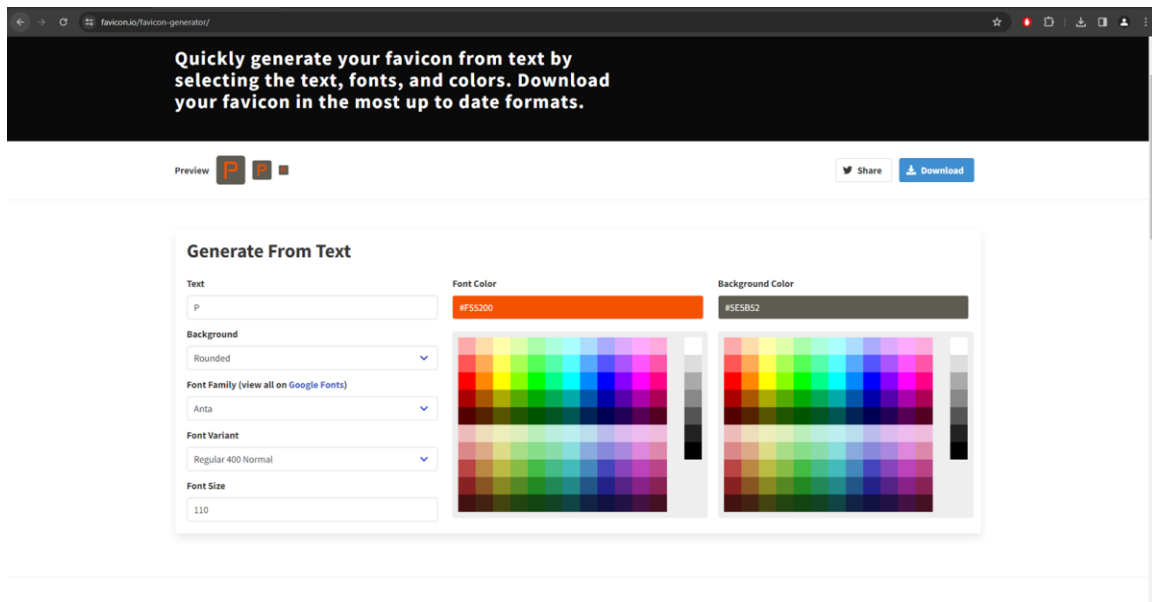 favicon.io/favicon-generator/
Quickly generate your favicon from text by
selecting the text, fonts, and colors. Download
your favicon in the most up to date formats.
Preview P P
Share Download
Generate From Text
Text
P
Background
Rounded
Font Family (view all on Google Fonts)
Anta
Font Variant
Regular 400 Normal
Font Size
110
Font Color
#F55200
Background Color
#5E5B52